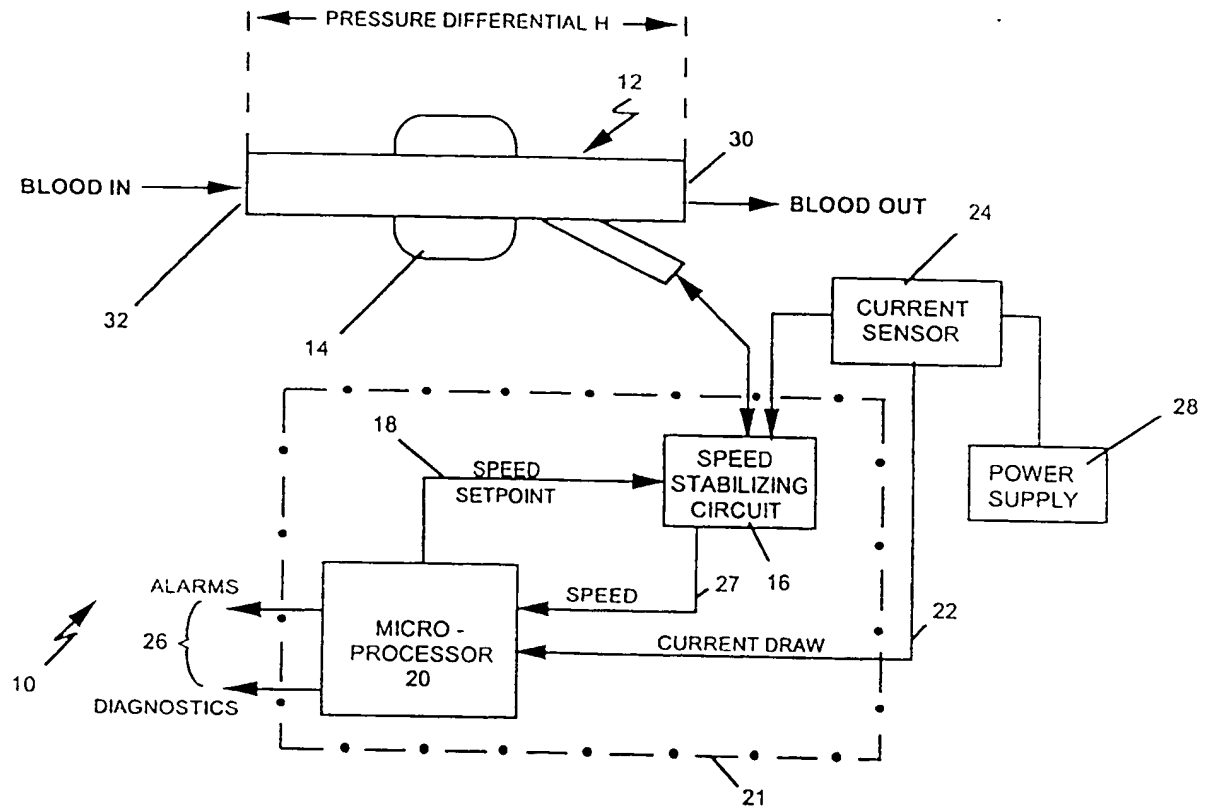 PRESSURE DIFFERENTIAL H
12
30
BLOOD IN
BLOOD OUT
24
32
14
CURRENT
SENSOR
28
18
SPEED
SETPOINT
SPEED
STABILIZING
CIRCUIT
POWER
SUPPLY
16
27
22
ALARMS
SPEED
26
MICRO -
PROCESSOR
20
CURRENT DRAW
10
DIAGNOSTICS
21